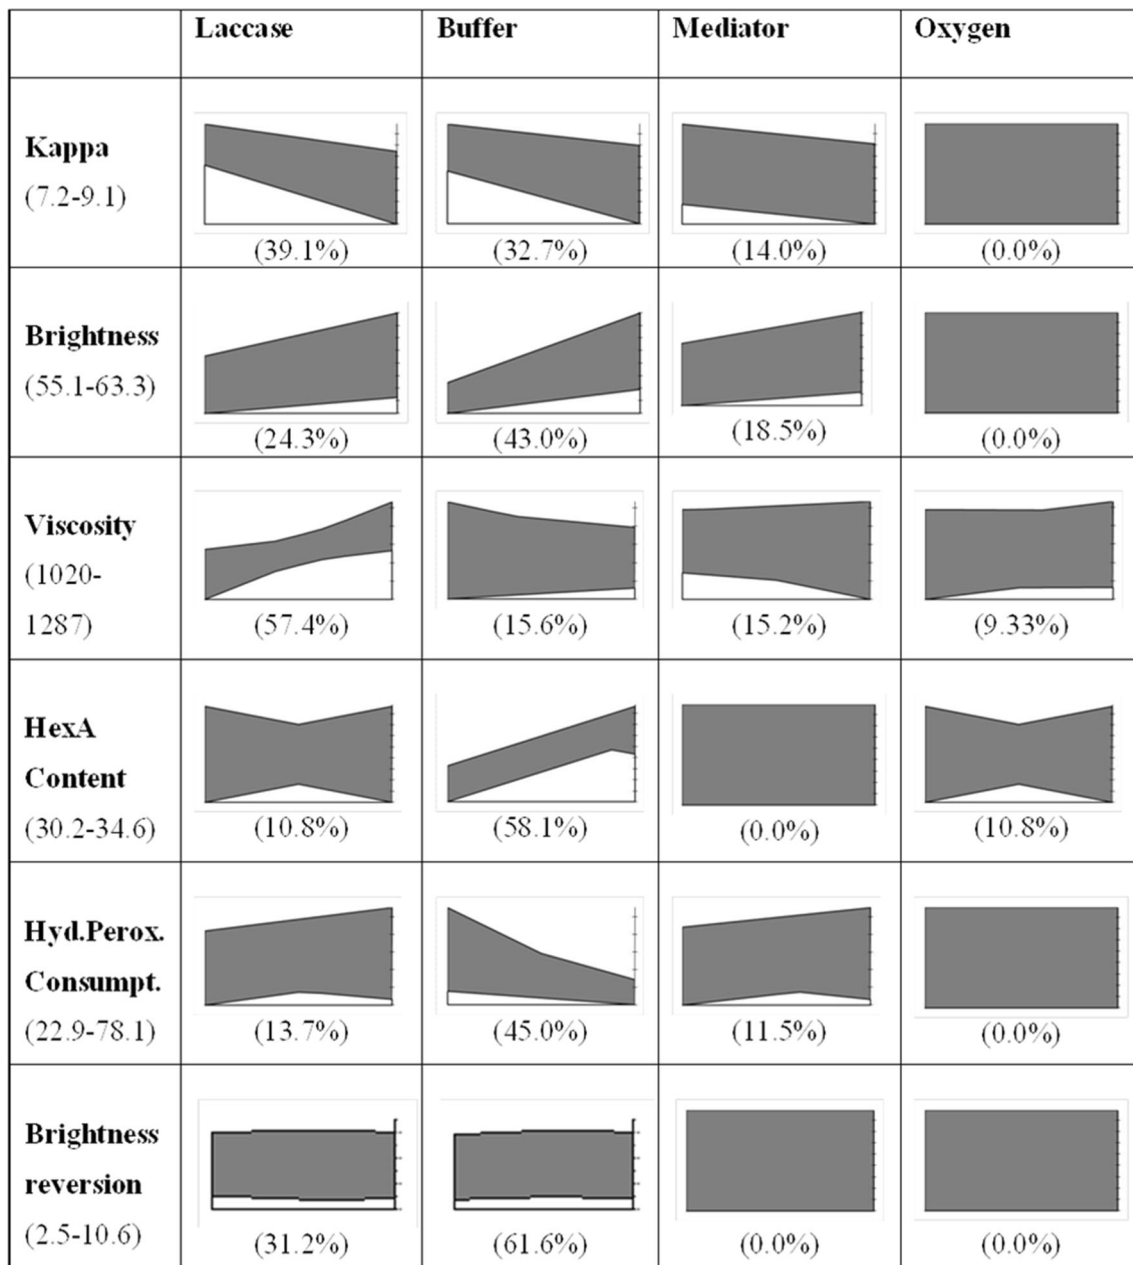 Laccase Buffer Mediator Oxygen
Kappa
(7.2-9.1)
(39.1%) (32.7%) (14.0%) (0.0%)
Brightness
(55.1-63.3)
(24.3%) (43.0%) (18.5%) (0.0%)
Viscosity
(1020-
1287)
(57.4%) (15.6%) (15.2%) (9.33%)
HexA
Content
(30.2-34.6)
(10.8%) (58.1%) (0.0%) (10.8%)
Hyd.Perox.
Consumpt.
(22.9-78.1)
(13.7%) (45.0%) (11.5%) (0.0%)
Brightness
reversion
(2.5-10.6)
(31.2%) (61.6%) (0.0%) (0.0%)